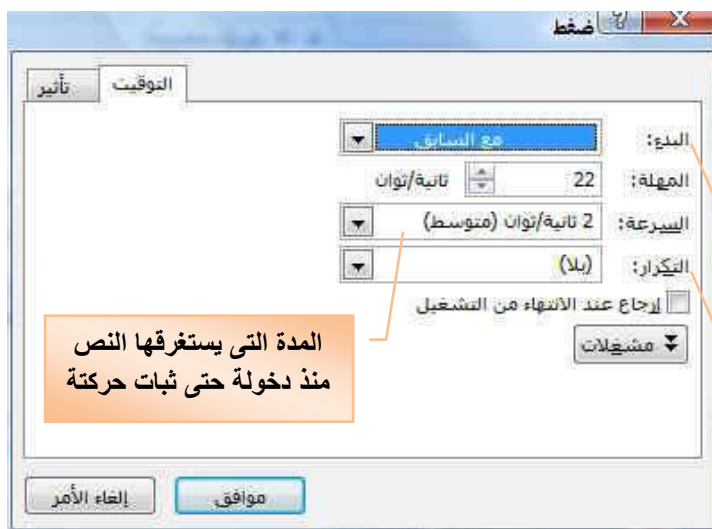 ضغط
التوقيت
تأثير
البدء: مع السابق
المهلة: 22 ثانية/ثوان
السرعة: 2 ثانية/ثوان (متوسط)
التكرار: (بلا)
إرجاع عند الانتهاء من التشغيل
مشغلات
المدة التى يستغرقها النص
منذ دخولة حتى ثبات حركتة
موافق
إلغاء الأمر